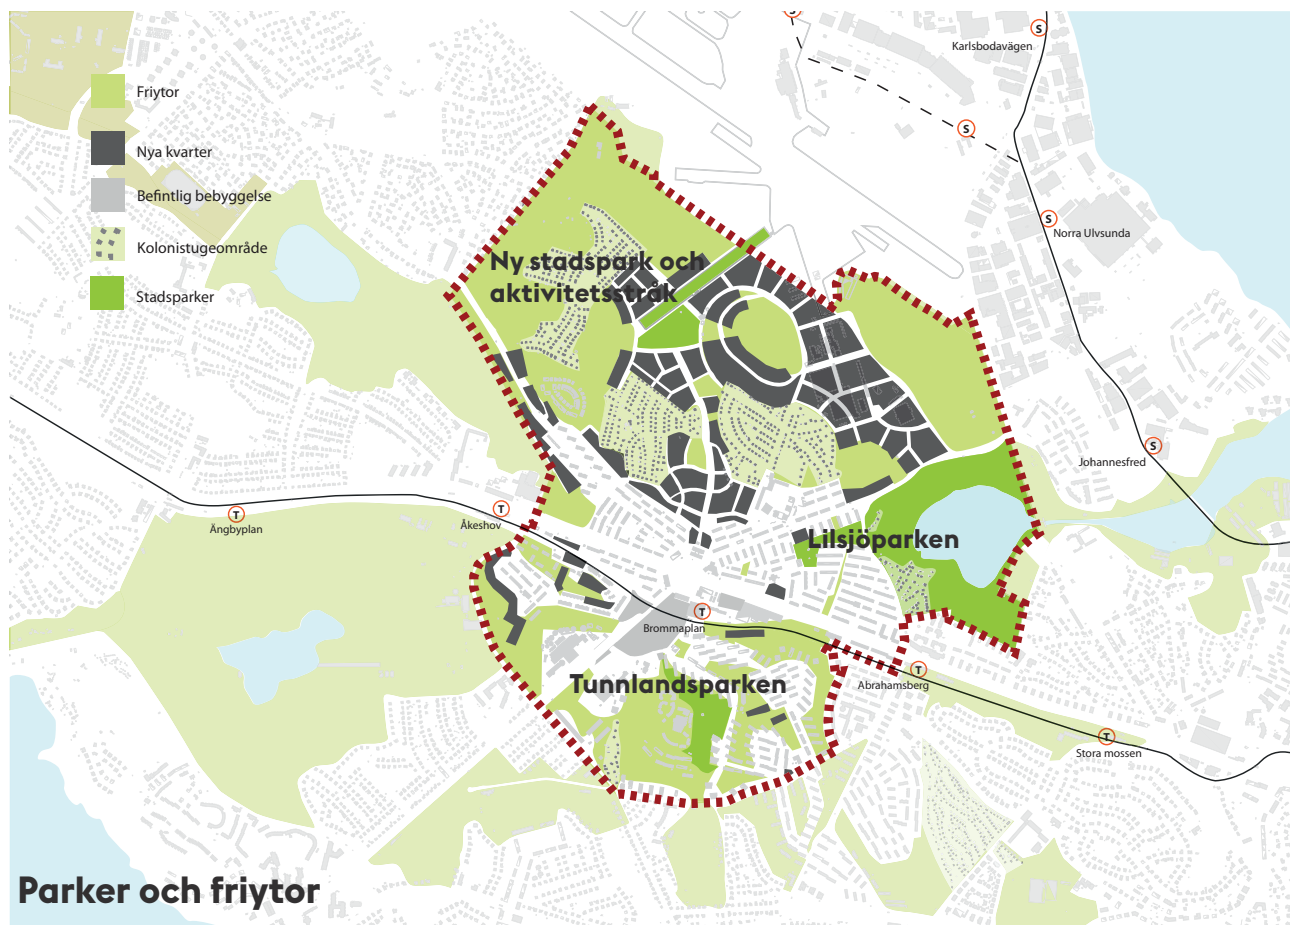 S
Karlsbodavägen
S
Friytor
S
Nya kvarter
Befintlig bebyggelse
S
Norra Ulvsunda
Kolonistugeområde
Ny stadspark och
aktivitetsstråk
Stadsparker
S
Johannesfred
T
Ängbyplan
T
Åkeshov
Lilsjöparken
T
Brommaplan
T
Abrahamsberg
Tunnlandsparken
T
Stora mossen
Parker och friytor